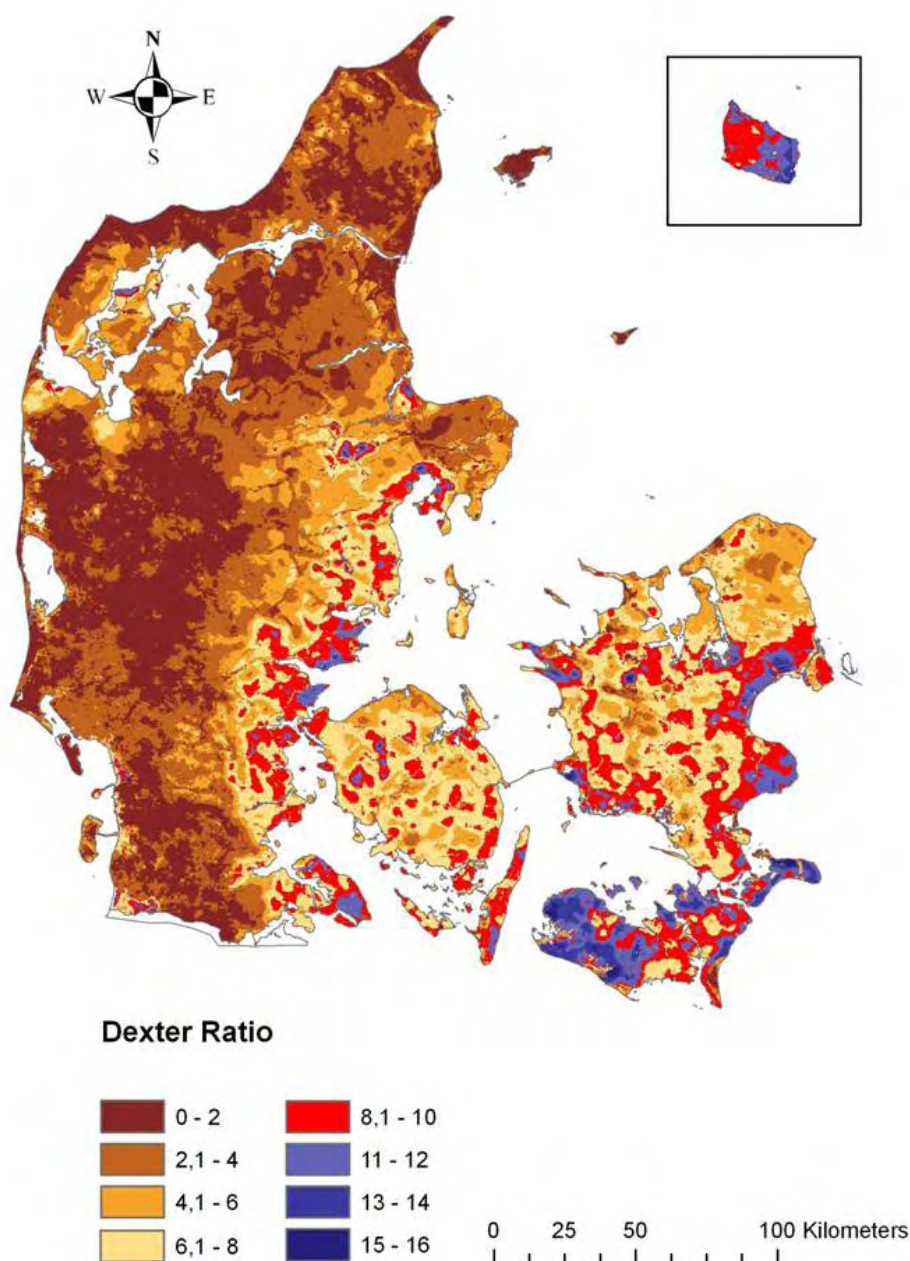 N
W E
S
Dexter Ratio
0 - 2
2,1 - 4
4,1 - 6
6,1 - 8
8,1 - 10
11 - 12
13 - 14
15 - 16
0 25 50 100 Kilometers